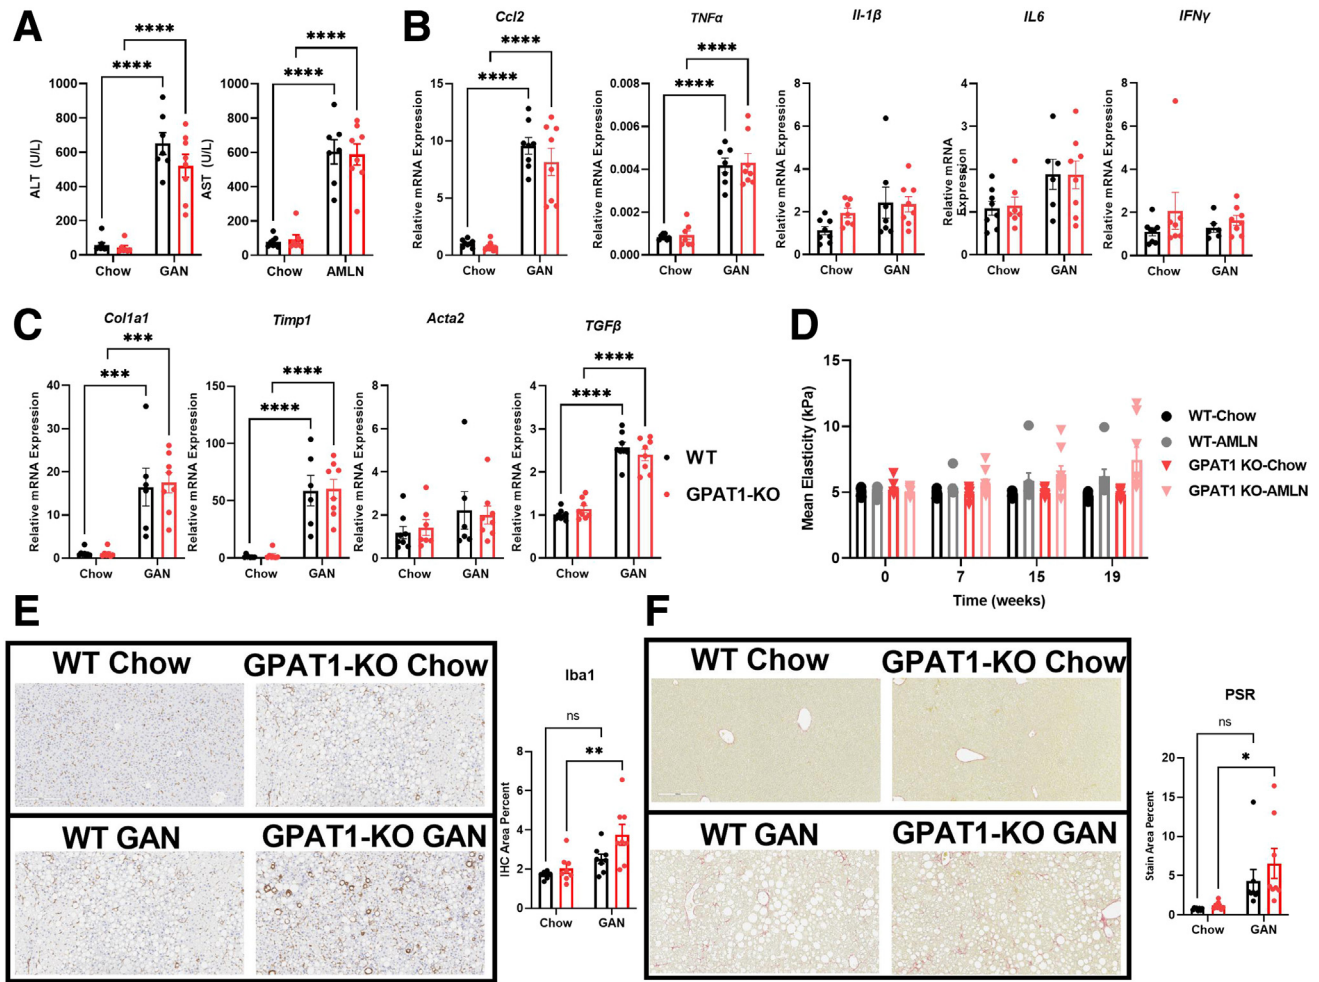 A
****
****
ALT (U/L)
1000
800
600
400
200
0
Chow
GAN
****
****
AST (U/L)
1000
800
600
400
200
0
Chow
AMLN
B
Ccl2
****
****
Relative mRNA Expression
15
10
5
0
Chow
GAN
TNFα
****
****
Relative mRNA Expression
0.008
0.006
0.004
0.002
0.000
Chow
GAN
Il-1β
Relative mRNA Expression
8
6
4
2
0
Chow
GAN
IL6
Relative mRNA
Expression
4
3
2
1
0
Chow
GAN
IFNγ
Relative mRNA Expression
8
6
4
2
0
Chow
GAN
C
Col1a1
***
***
Relative mRNA Expression
40
30
20
10
0
Chow
GAN
Timp1
****
****
Relative mRNA Expression
150
100
50
0
Chow
GAN
Acta2
Relative mRNA Expression
8
6
4
2
0
Chow
GAN
TGFβ
****
****
Relative mRNA Expression
4
3
2
1
0
Chow
GAN
WT
GPAT1-KO
D
Mean Elasticity (kPa)
15
10
5
0
0
7
15
19
Time (weeks)
WT-Chow
WT-AMLN
GPAT1 KO-Chow
GPAT1 KO-AMLN
E
WT Chow
GPAT1-KO Chow
WT GAN
GPAT1-KO GAN
Iba1
ns
**
IHC Area Percent
8
6
4
2
0
Chow
GAN
F
WT Chow
GPAT1-KO Chow
WT GAN
GPAT1-KO GAN
PSR
ns
*
Stain Area Percent
20
15
10
5
0
Chow
GAN